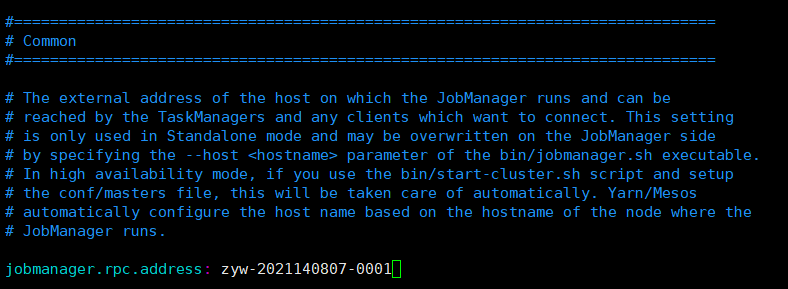 #==============================================================================
# Common
#==============================================================================
# The external address of the host on which the JobManager runs and can be
# reached by the TaskManagers and any clients which want to connect. This setting
# is only used in Standalone mode and may be overwritten on the JobManager side
# by specifying the --host <hostname> parameter of the bin/jobmanager.sh executable.
# In high availability mode, if you use the bin/start-cluster.sh script and setup
# the conf/masters file, this will be taken care of automatically. Yarn/Mesos
# automatically configure the host name based on the hostname of the node where the
# JobManager runs.
jobmanager.rpc.address: zyw-2021140807-0001